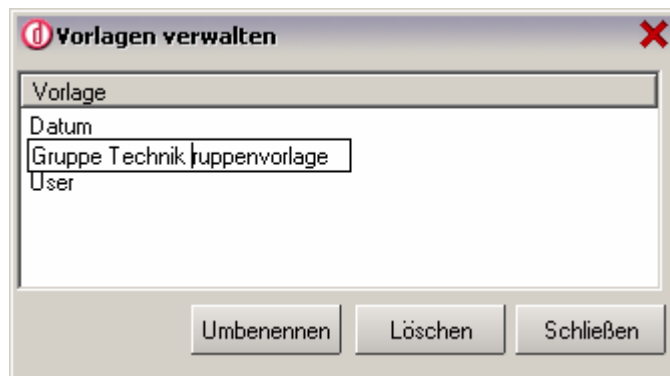 Vorlagen verwalten
Vorlage
Datum
Gruppe Technik ruppenvorlage
User
Umbenennen Löschen Schließen